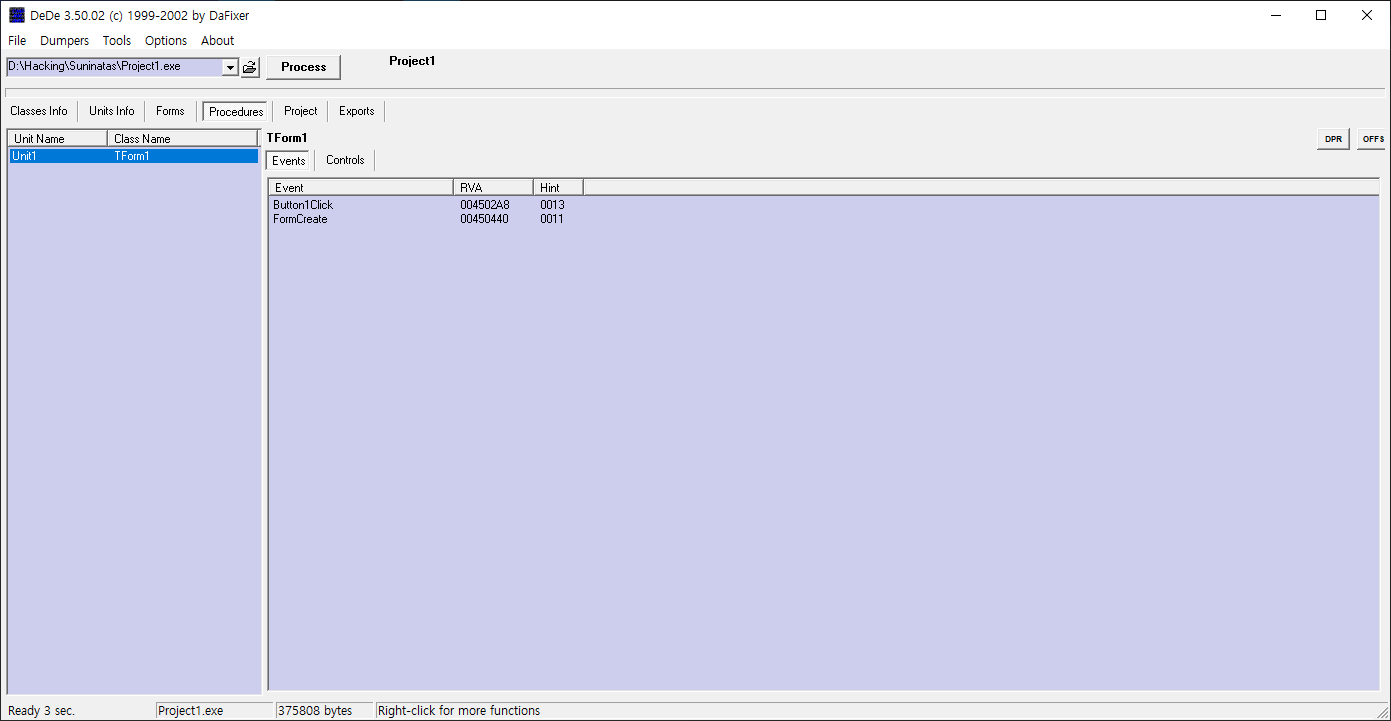 DeDe 3.50.02 (c) 1999-2002 by DaFixer
File Dumpers Tools Options About
D:\Hacking\Suninatas\Project1.exe Process Project1
Classes Info Units Info Forms Procedures Project Exports
Unit Name Class Name
Unit1 TForm1
TForm1 DPR OFFS
Events Controls
Event RVA Hint
Button1Click 004502A8 0013
FormCreate 00450440 0011
Ready 3 sec. Project1.exe 375808 bytes Right-click for more functions